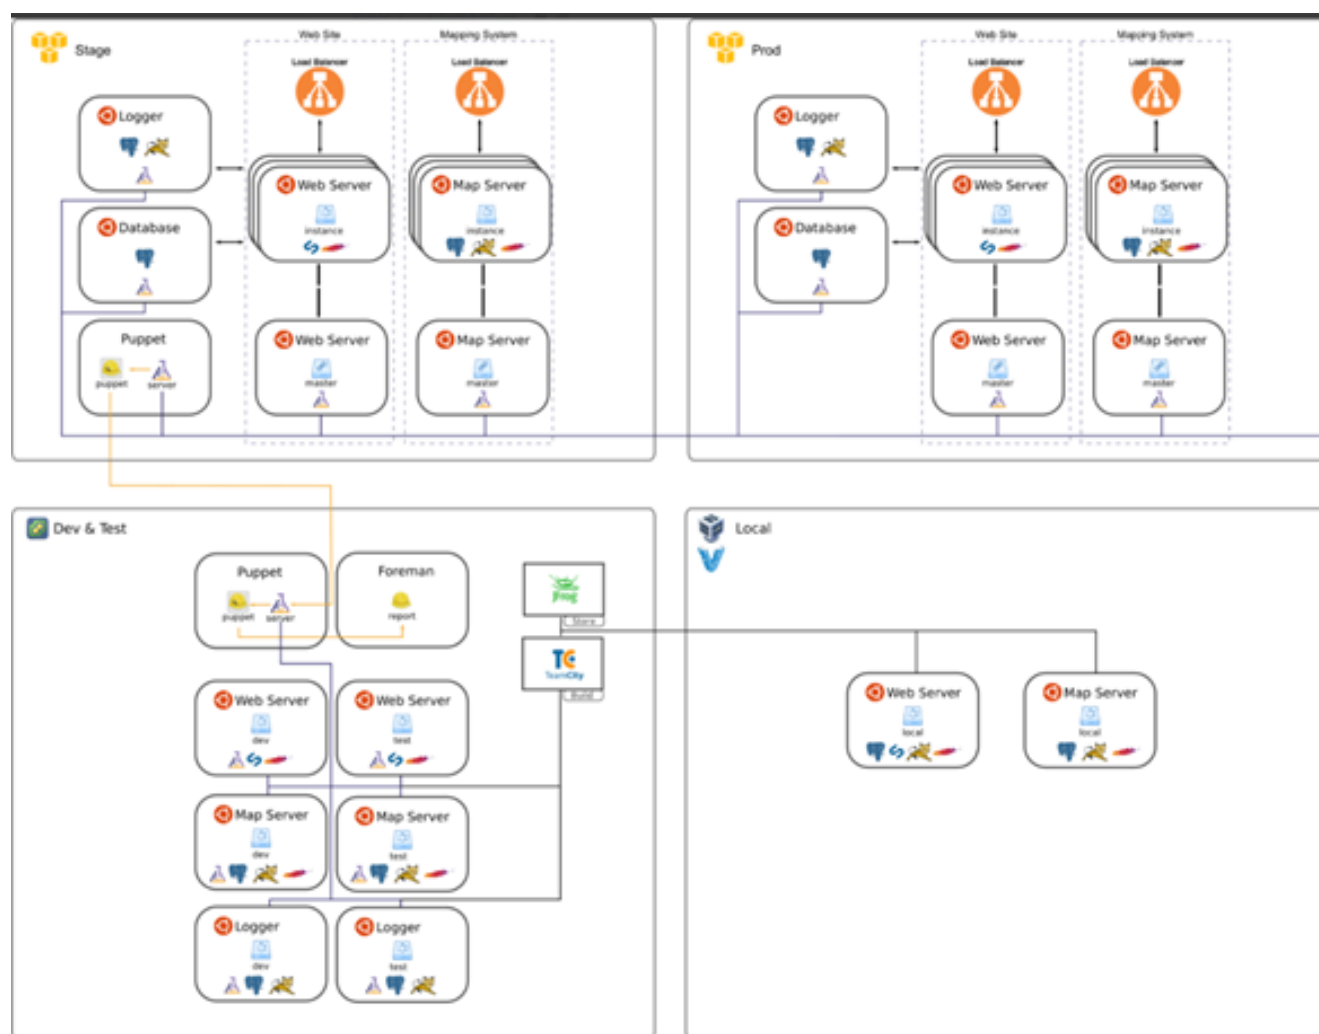 Stage
Web Site
Mapping System
Load Balancer
Load Balancer
Logger
Web Server
instance
Map Server
instance
Database
Puppet
puppet
server
Web Server
master
Map Server
master
Prod
Web Site
Mapping System
Load Balancer
Load Balancer
Logger
Web Server
instance
Map Server
instance
Database
Web Server
master
Map Server
master
Dev & Test
Puppet
puppet
server
Foreman
report
JFrog
Store
TeamCity
Build
Web Server
dev
Web Server
test
Map Server
dev
Map Server
test
Logger
dev
Logger
test
Local
Web Server
local
Map Server
local